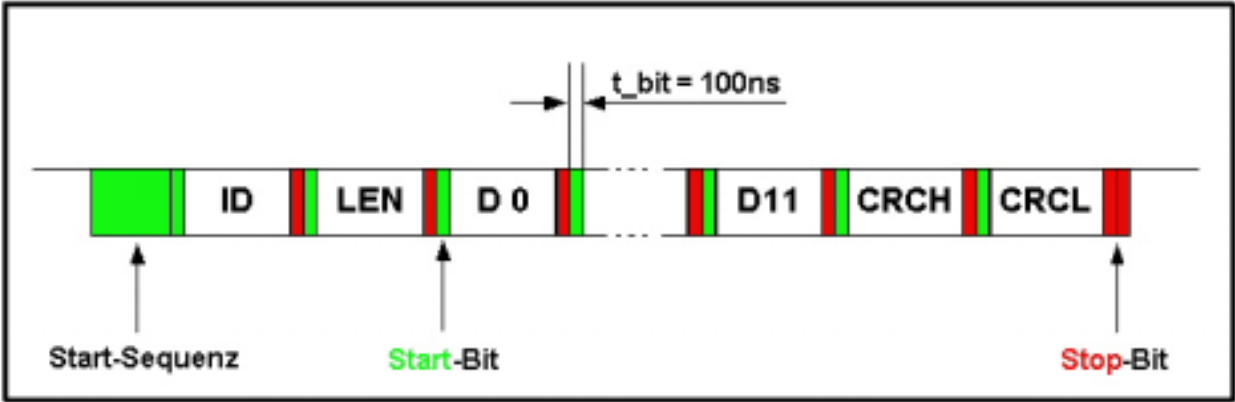 t_bit = 100ns
ID LEN D 0 D11 CRCH CRCL
Start-Sequenz Start-Bit Stop-Bit